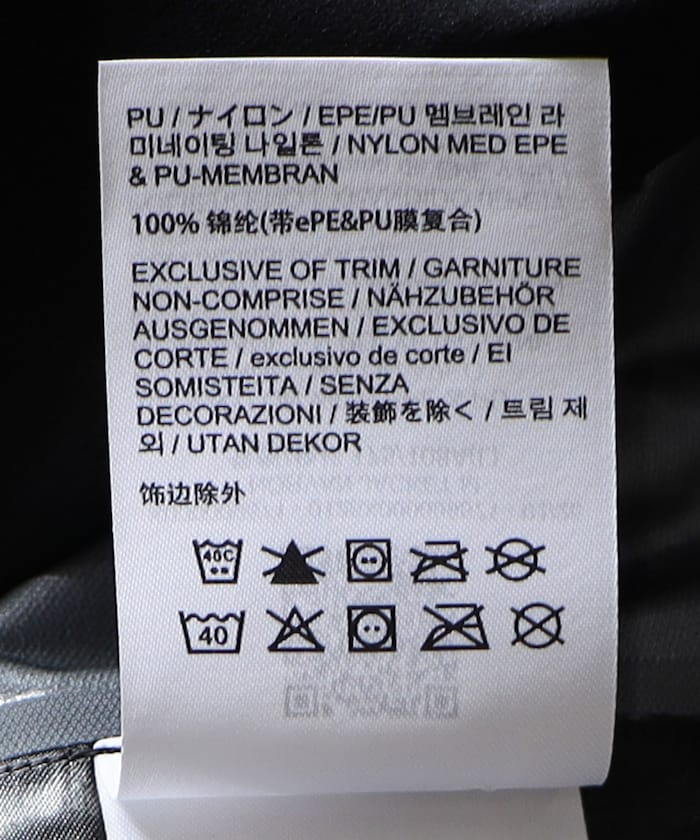 PU / ナイロン / EPE/PU 멤브레인 라
미네이팅 나일론 / NYLON MED EPE
& PU-MEMBRAN
100% 锦纶(带ePE&PU膜复合)
EXCLUSIVE OF TRIM / GARNITURE
NON-COMPRISE / NÄHZUBEHÖR
AUSGENOMMEN / EXCLUSIVO DE
CORTE / exclusivo de corte / EI
SOMISTEITA / SENZA
DECORAZIONI / 装飾を除く / 트림 제
외 / UTAN DEKOR
饰边除外
40C
40